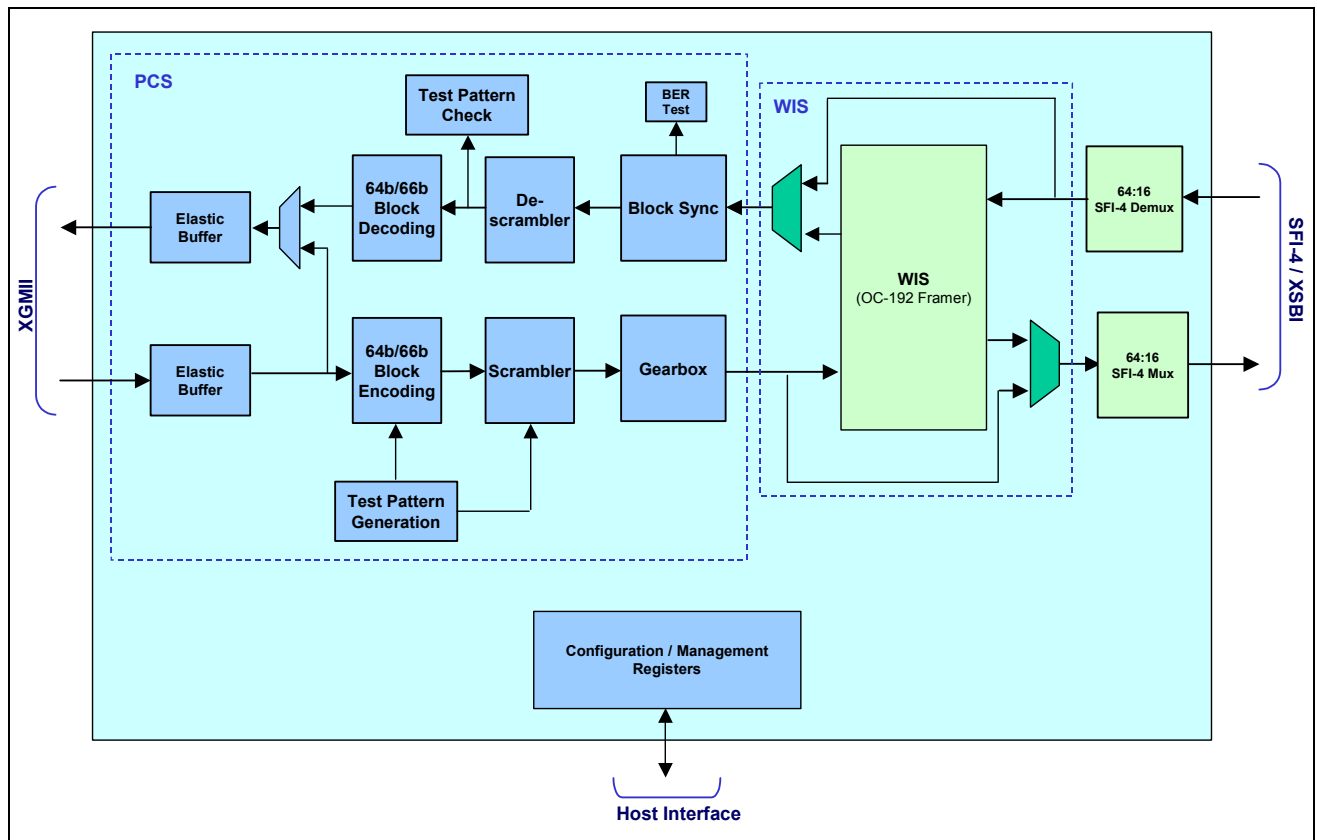 PCS
Test Pattern
Check
BER
Test
WIS
Elastic
Buffer
64b/66b
Block
Decoding
De-
scrambler
Block Sync
64:16
SFI-4 Demux
WIS
(OC-192 Framer)
XGMII
SFI-4 / XSBI
Elastic
Buffer
64b/66b
Block
Encoding
Scrambler
Gearbox
64:16
SFI-4 Mux
Test Pattern
Generation
Configuration / Management
Registers
Host Interface